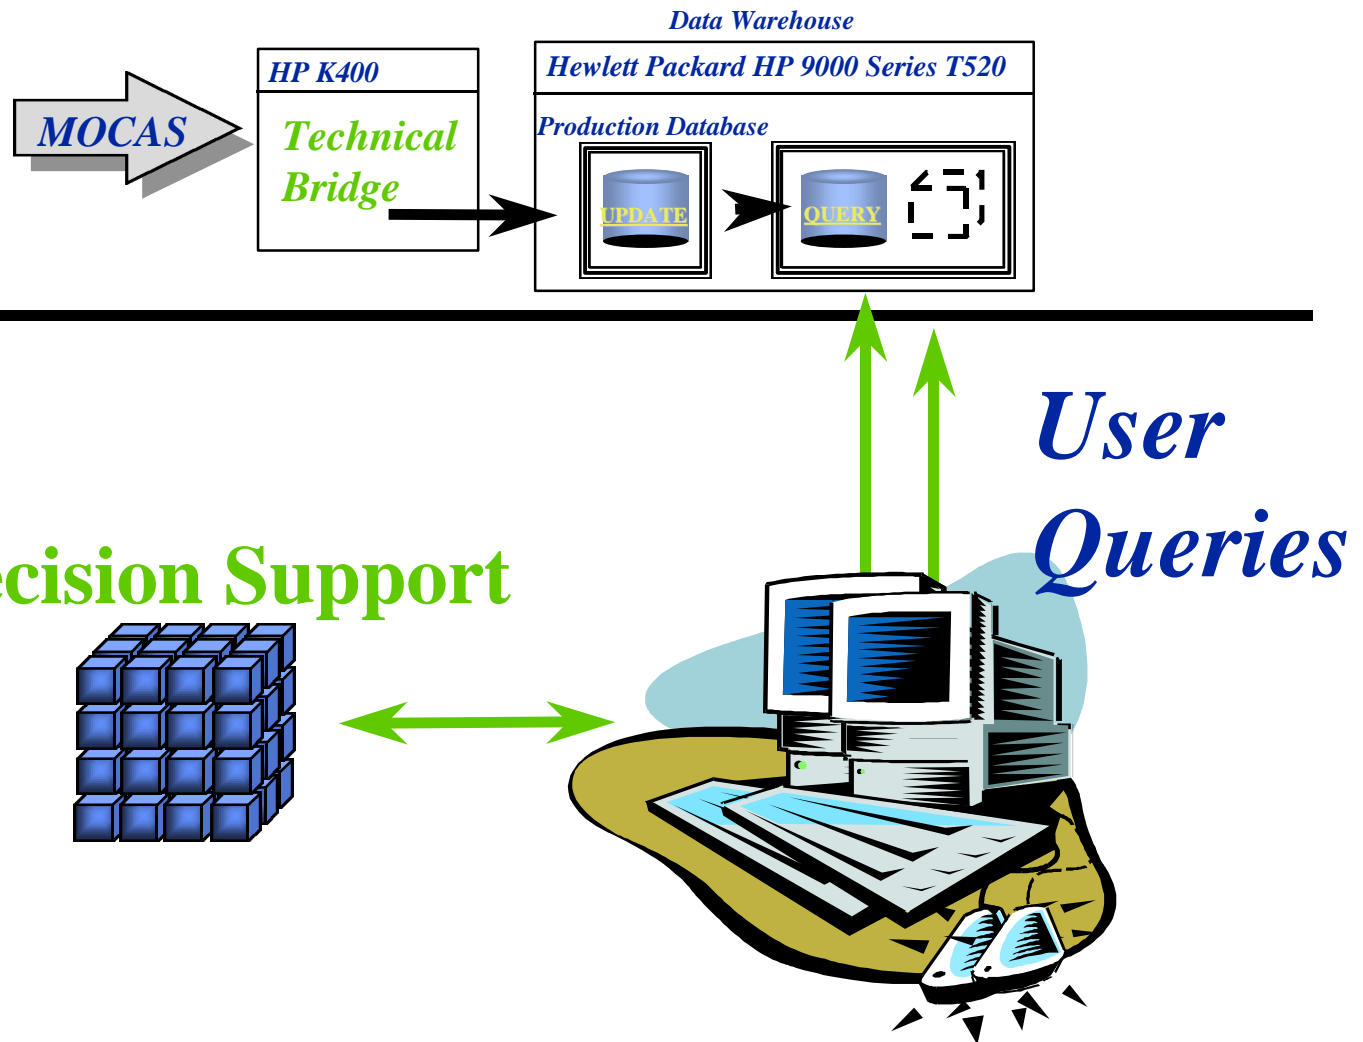 Data Warehouse
HP K400
Hewlett Packard HP 9000 Series T520
MOCAS
Technical
Bridge
Production Database
UPDATE
QUERY
User
Queries
ecision Support